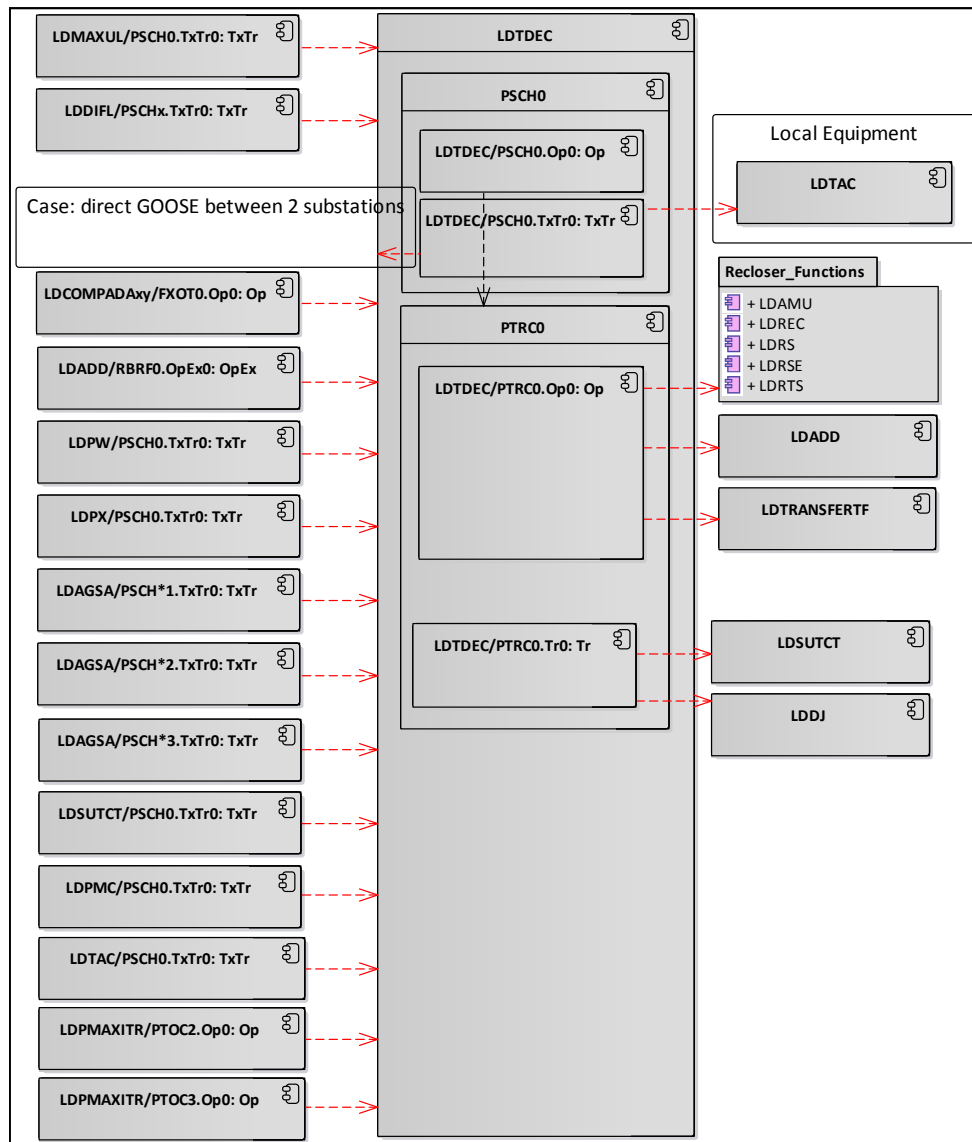 LDMAXUL/PSCH0.TxTr0: TxTr
LDDIFL/PSCHx.TxTr0: TxTr
Case: direct GOOSE between 2 substations
LDCOMPADAxy/FXOT0.Op0: Op
LDADD/RBRF0.OpEx0: OpEx
LDPW/PSCH0.TxTr0: TxTr
LDPX/PSCH0.TxTr0: TxTr
LDAGSA/PSCH*1.TxTr0: TxTr
LDAGSA/PSCH*2.TxTr0: TxTr
LDAGSA/PSCH*3.TxTr0: TxTr
LDSUTCT/PSCH0.TxTr0: TxTr
LDPMC/PSCH0.TxTr0: TxTr
LDTAC/PSCH0.TxTr0: TxTr
LDPMAXITR/PTOC2.Op0: Op
LDPMAXITR/PTOC3.Op0: Op
LDTDEC
PSCH0
LDTDEC/PSCH0.Op0: Op
LDTDEC/PSCH0.TxTr0: TxTr
PTRC0
LDTDEC/PTRC0.Op0: Op
LDTDEC/PTRC0.Tr0: Tr
Local Equipment
LDTAC
Recloser_Functions
+ LDAMU
+ LDREC
+ LDRS
+ LDRSE
+ LDRTS
LDADD
LDTRANSFERTF
LDSUTCT
LDDJ